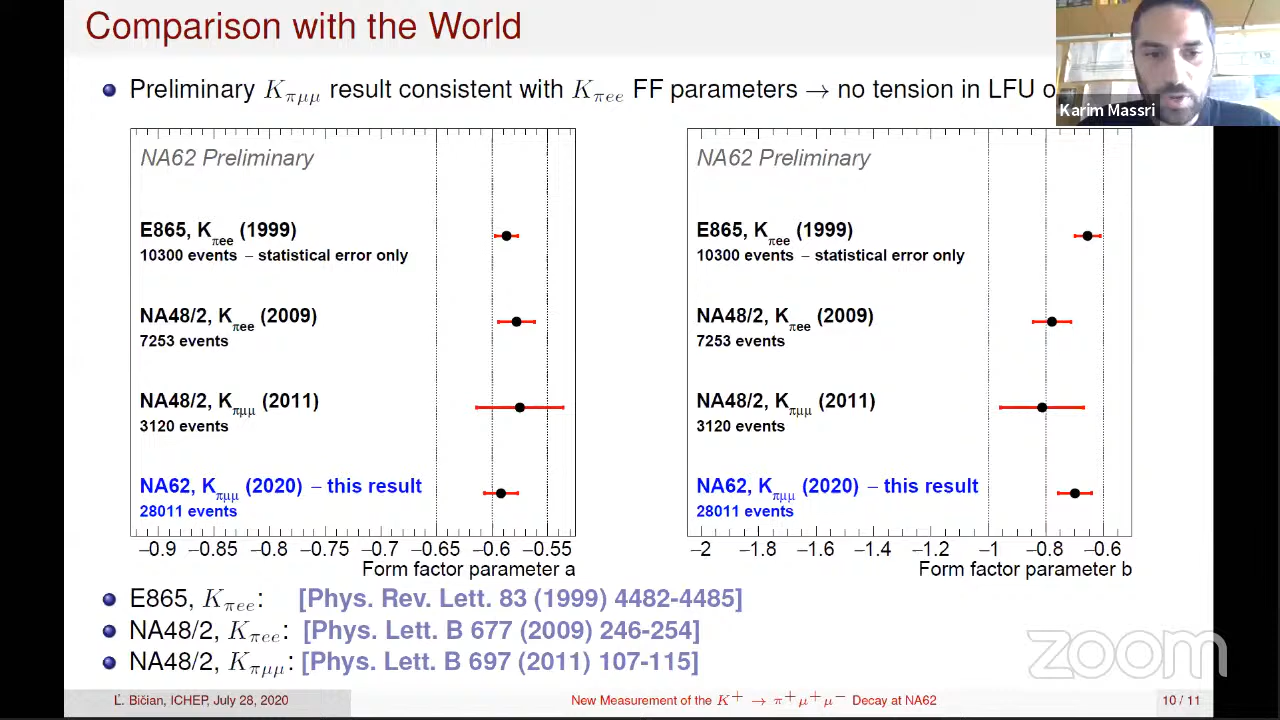 Comparison with the World
Preliminary Kπμμ result consistent with Kπee FF parameters → no tension in LFU o
Karim Massri
NA62 Preliminary
E865, Kπee (1999)
10300 events – statistical error only
NA48/2, Kπee (2009)
7253 events
NA48/2, Kπμμ (2011)
3120 events
NA62, Kπμμ (2020) – this result
28011 events
−0.9 −0.85 −0.8 −0.75 −0.7 −0.65 −0.6 −0.55
Form factor parameter a
NA62 Preliminary
E865, Kπee (1999)
10300 events – statistical error only
NA48/2, Kπee (2009)
7253 events
NA48/2, Kπμμ (2011)
3120 events
NA62, Kπμμ (2020) – this result
28011 events
−2 −1.8 −1.6 −1.4 −1.2 −1 −0.8 −0.6
Form factor parameter b
E865, Kπee: [Phys. Rev. Lett. 83 (1999) 4482-4485]
NA48/2, Kπee: [Phys. Lett. B 677 (2009) 246-254]
NA48/2, Kπμμ: [Phys. Lett. B 697 (2011) 107-115]
zoom
Ľ. Bičian, ICHEP, July 28, 2020
New Measurement of the K⁺ → π⁺μ⁺μ⁻ Decay at NA62
10 / 11